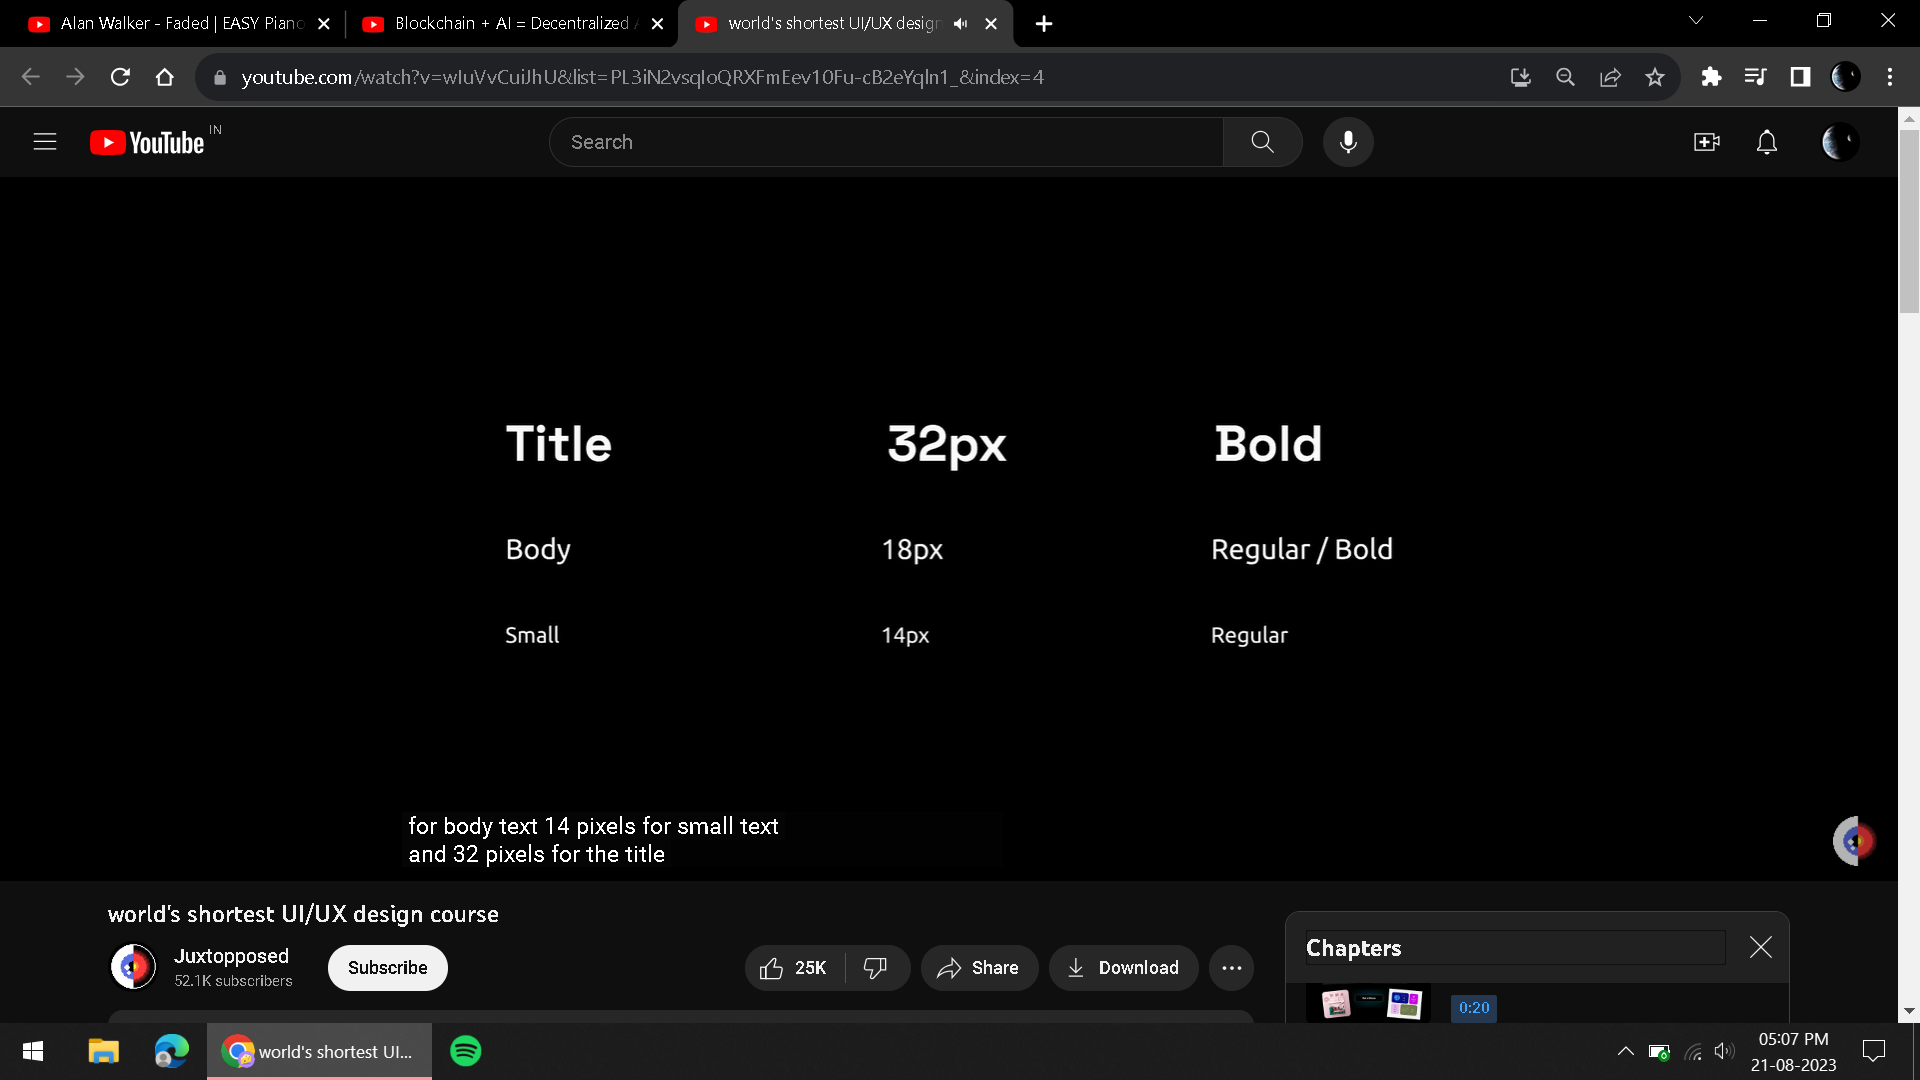 Alan Walker - Faded | EASY Piano
Blockchain + AI = Decentralized
world's shortest UI/UX design
youtube.com/watch?v=wIuVvCuiJhU&list=PL3iN2vsqIoQRXFmEev10Fu-cB2eYqln1_&index=4
YouTube IN
Search
Title 32px Bold
Body 18px Regular / Bold
Small 14px Regular
for body text 14 pixels for small text
and 32 pixels for the title
world's shortest UI/UX design course
Juxtopposed
52.1K subscribers
Subscribe
25K
Share
Download
Chapters
0:20
world's shortest UI...
05:07 PM
21-08-2023